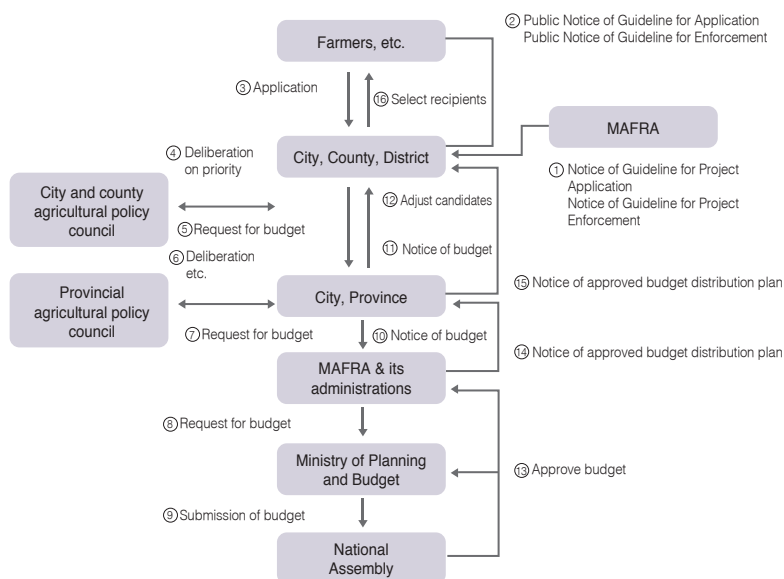 Farmers, etc.
② Public Notice of Guideline for Application
Public Notice of Guideline for Enforcement
③ Application
⑯ Select recipients
MAFRA
④ Deliberation
on priority
City, County, District
① Notice of Guideline for Project
Application
Notice of Guideline for Project
Enforcement
City and county
agricultural policy
council
⑤ Request for budget
⑫ Adjust candidates
⑥ Deliberation
etc.
⑪ Notice of budget
Provincial
agricultural policy
council
City, Province
⑮ Notice of approved budget distribution plan
⑦ Request for budget
⑩ Notice of budget
⑭ Notice of approved budget distribution plan
MAFRA & its
administrations
⑧ Request for budget
Ministry of Planning
and Budget
⑬ Approve budget
⑨ Submission of budget
National
Assembly